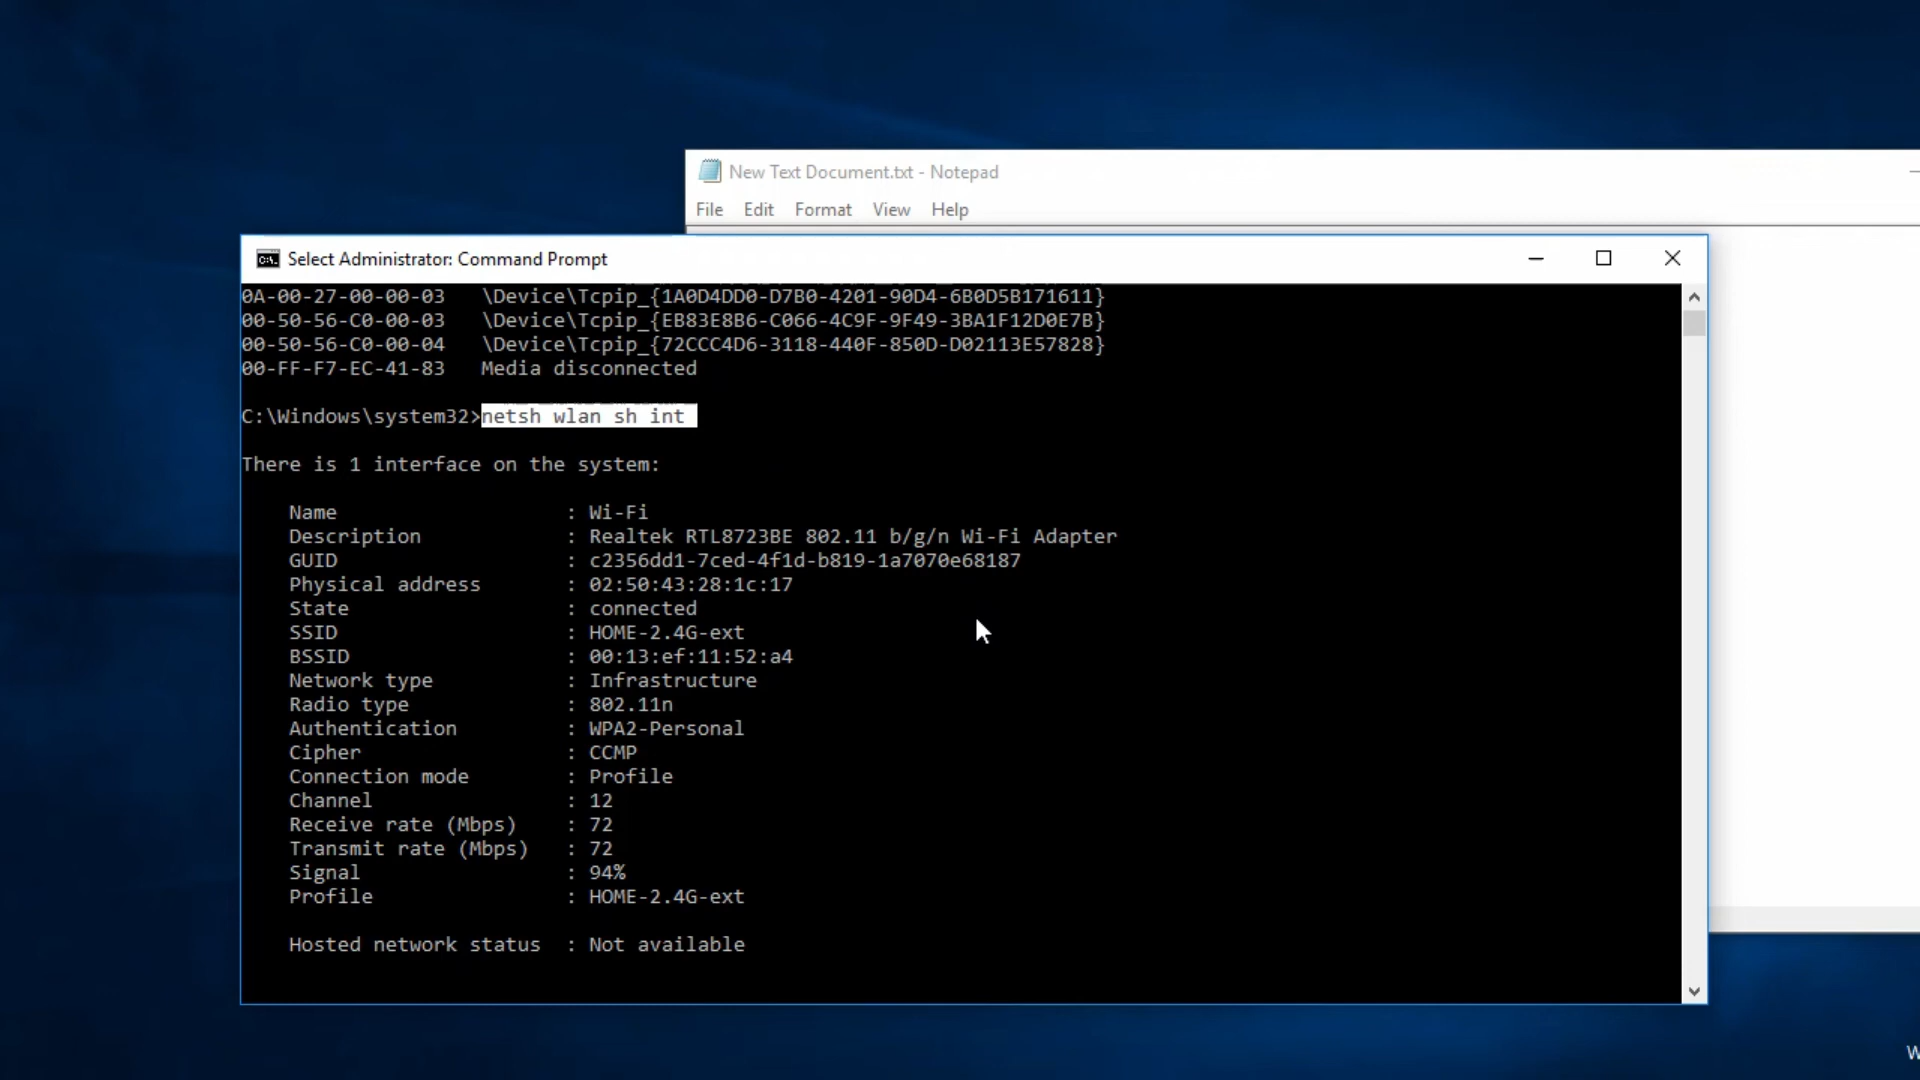 New Text Document.txt - Notepad
File Edit Format View Help
Select Administrator: Command Prompt
0A-00-27-00-00-03 \Device\Tcpip_{1A0D4DD0-D7B0-4201-90D4-6B0D5B171611}
00-50-56-C0-00-03 \Device\Tcpip_{EB83E8B6-C066-4C9F-9F49-3BA1F12D0E7B}
00-50-56-C0-00-04 \Device\Tcpip_{72CCC4D6-3118-440F-850D-D02113E57828}
00-FF-F7-EC-41-83 Media disconnected
C:\Windows\system32>netsh wlan sh int
There is 1 interface on the system:
Name : Wi-Fi
Description : Realtek RTL8723BE 802.11 b/g/n Wi-Fi Adapter
GUID : c2356dd1-7ced-4f1d-b819-1a7070e68187
Physical address : 02:50:43:28:1c:17
State : connected
SSID : HOME-2.4G-ext
BSSID : 00:13:ef:11:52:a4
Network type : Infrastructure
Radio type : 802.11n
Authentication : WPA2-Personal
Cipher : CCMP
Connection mode : Profile
Channel : 12
Receive rate (Mbps) : 72
Transmit rate (Mbps) : 72
Signal : 94%
Profile : HOME-2.4G-ext
Hosted network status : Not available